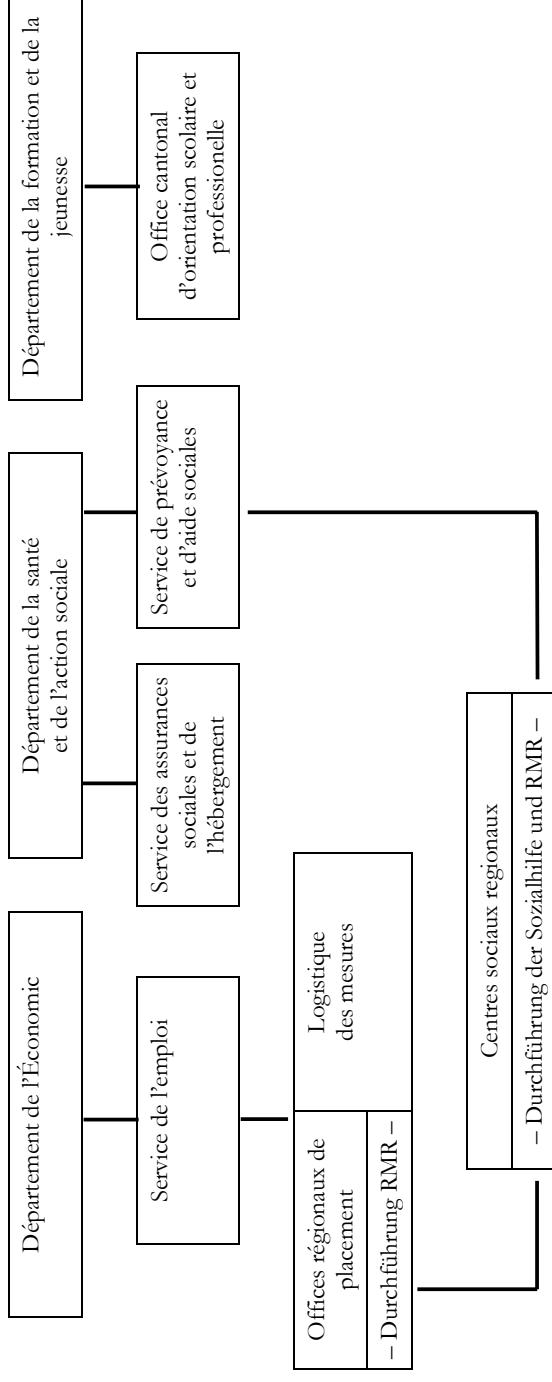 Département de l'Économic
Département de la santé
et de l'action sociale
Département de la formation et de la
jeunesse
Service de l'emploi
Service des assurances
sociales et de
l'hébergement
Service de prévoyance
et d'aide sociales
Office cantonal
d'orientation scolaire et
professionelle
Offices régionaux de
placement
– Durchführung RMR –
Logistique
des mesures
Centres sociaux regionaux
– Durchführung der Sozialhilfe und RMR –